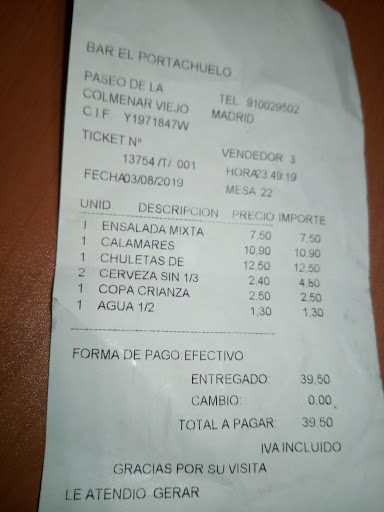 BAR EL PORTACHUELO
PASEO DE LA
COLMENAR VIEJO TEL 910029502
C.I.F. Y1971847W MADRID
TICKET Nº
13754 /T/ 001 VENDEDOR 3
FECHA03/08/2019 HORA23.49.19
MESA 22
UNID DESCRIPCION PRECIO IMPORTE
1 ENSALADA MIXTA 7,50 7,50
1 CALAMARES 10,90 10,90
1 CHULETAS DE 12,50 12,50
2 CERVEZA SIN 1/3 2,40 4,80
1 COPA CRIANZA 2,50 2,50
1 AGUA 1/2 1,30 1,30
FORMA DE PAGO:EFECTIVO
ENTREGADO: 39,50
CAMBIO: 0,00
TOTAL A PAGAR: 39,50
IVA INCLUIDO
GRACIAS POR SU VISITA
LE ATENDIO GERAR